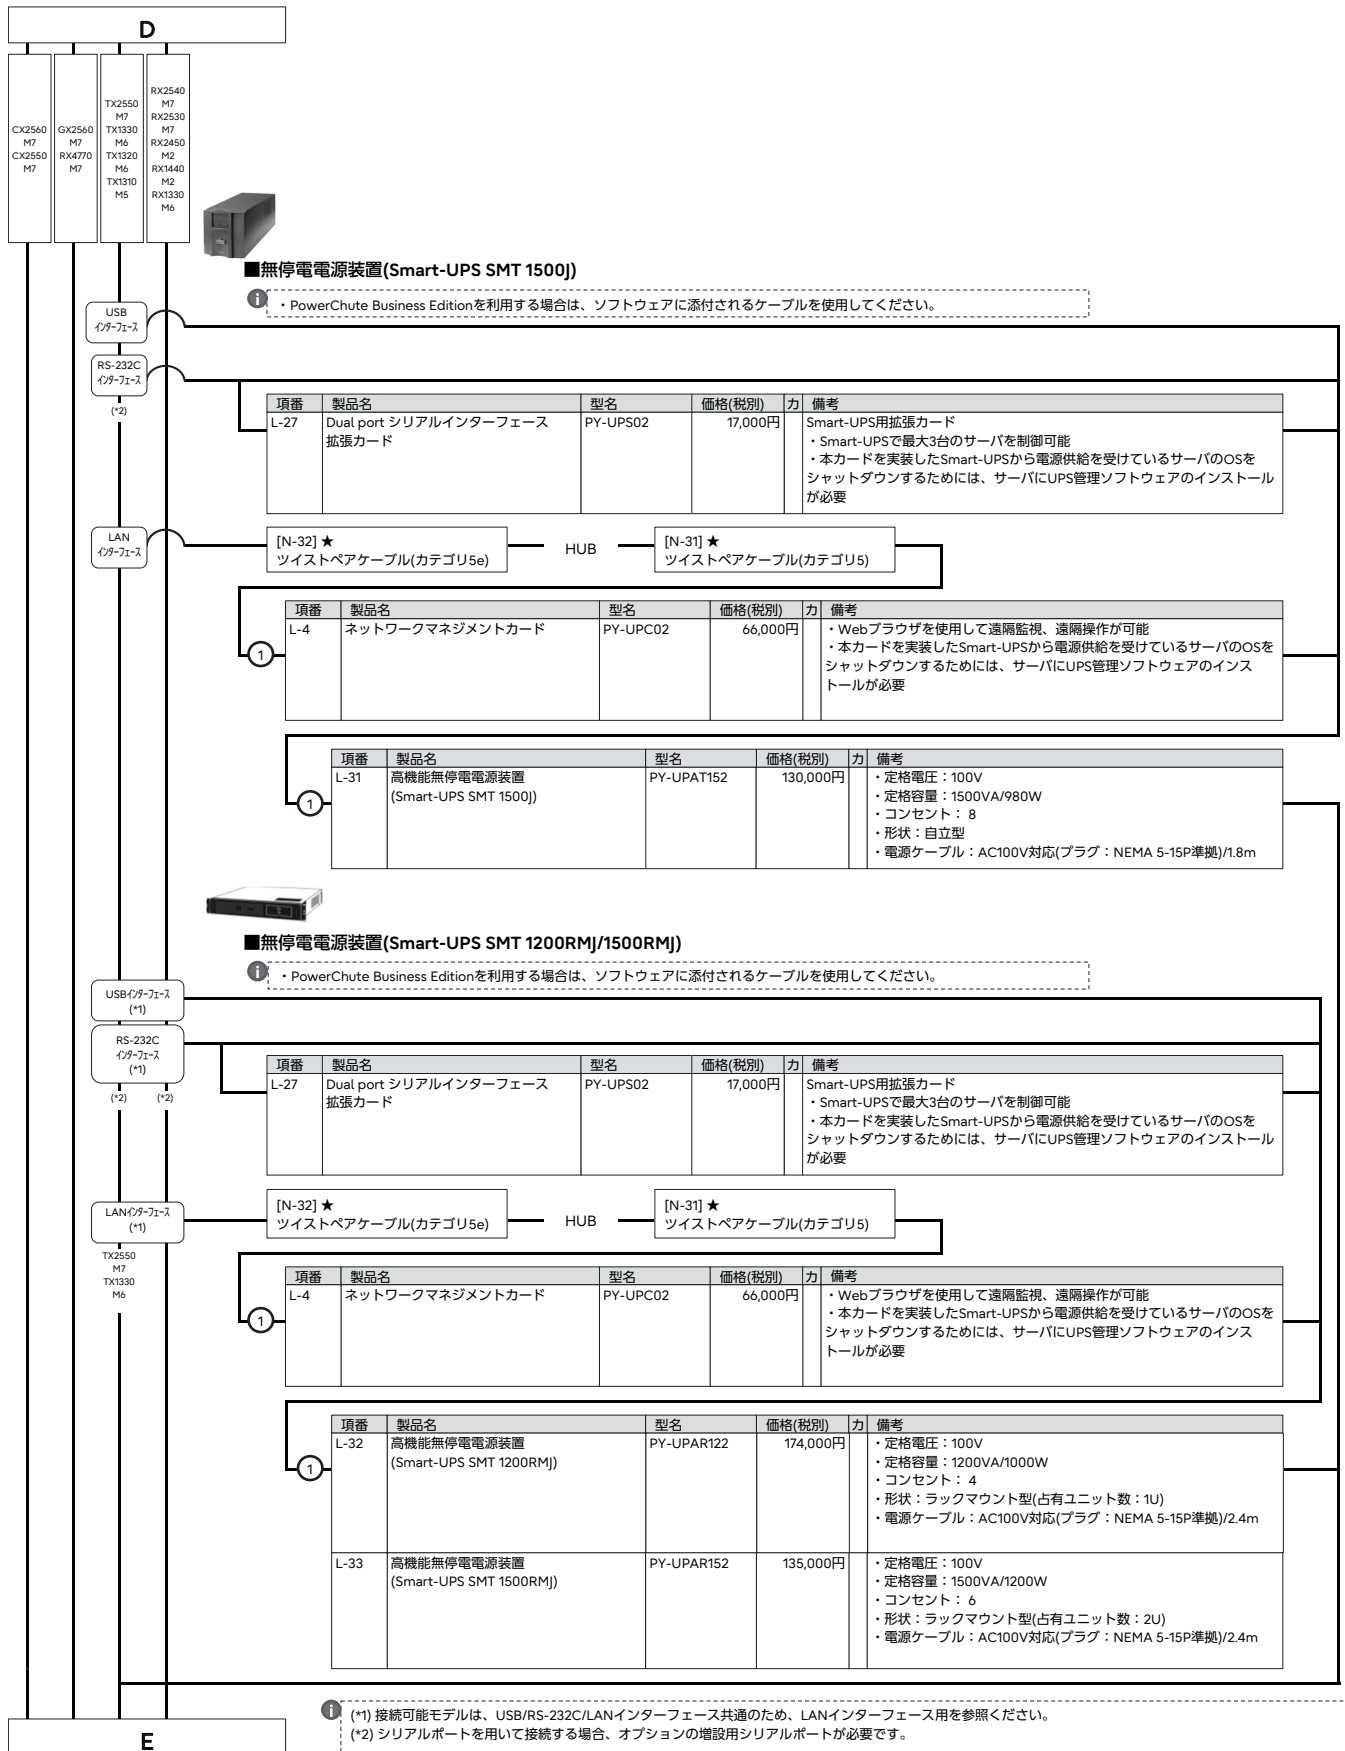 D
CX2560
M7
CX2550
M7
GX2560
M7
RX4770
M7
TX2550
M7
TX1330
M6
TX1320
M6
TX1310
M5
RX2540
M7
RX2530
M7
RX2450
M2
RX1440
M2
RX1330
M6
■無停電電源装置(Smart-UPS SMT 1500J)
・PowerChute Business Editionを利用する場合は、ソフトウェアに添付されるケーブルを使用してください。
USB
インターフェース
RS-232C
インターフェース
(*2)
項番 製品名 型名 価格(税別) カ 備考
L-27 Dual port シリアルインターフェース PY-UPS02 17,000円 Smart-UPS用拡張カード
拡張カード ・Smart-UPSで最大3台のサーバを制御可能
・本カードを実装したSmart-UPSから電源供給を受けているサーバのOSを
シャットダウンするためには、サーバにUPS管理ソフトウェアのインストール
が必要
LAN
インターフェース
[N-32] ★
ツイストペアケーブル(カテゴリ5e)
HUB
[N-31] ★
ツイストペアケーブル(カテゴリ5)
項番 製品名 型名 価格(税別) カ 備考
1
L-4 ネットワークマネジメントカード PY-UPC02 66,000円 ・Webブラウザを使用して遠隔監視、遠隔操作が可能
・本カードを実装したSmart-UPSから電源供給を受けているサーバのOSを
シャットダウンするためには、サーバにUPS管理ソフトウェアのインス
トールが必要
項番 製品名 型名 価格(税別) カ 備考
1
L-31 高機能無停電電源装置 PY-UPAT152 130,000円 ・定格電圧：100V
(Smart-UPS SMT 1500J) ・定格容量：1500VA/980W
・コンセント： 8
・形状：自立型
・電源ケーブル：AC100V対応(プラグ：NEMA 5-15P準拠)/1.8m
■無停電電源装置(Smart-UPS SMT 1200RMJ/1500RMJ)
・PowerChute Business Editionを利用する場合は、ソフトウェアに添付されるケーブルを使用してください。
USBインターフェース
(*1)
RS-232C
インターフェース
(*1)
(*2) (*2)
項番 製品名 型名 価格(税別) カ 備考
L-27 Dual port シリアルインターフェース PY-UPS02 17,000円 Smart-UPS用拡張カード
拡張カード ・Smart-UPSで最大3台のサーバを制御可能
・本カードを実装したSmart-UPSから電源供給を受けているサーバのOSを
シャットダウンするためには、サーバにUPS管理ソフトウェアのインストール
が必要
LANインターフェース
(*1)
TX2550
M7
TX1330
M6
[N-32] ★
ツイストペアケーブル(カテゴリ5e)
HUB
[N-31] ★
ツイストペアケーブル(カテゴリ5)
項番 製品名 型名 価格(税別) カ 備考
1
L-4 ネットワークマネジメントカード PY-UPC02 66,000円 ・Webブラウザを使用して遠隔監視、遠隔操作が可能
・本カードを実装したSmart-UPSから電源供給を受けているサーバのOSを
シャットダウンするためには、サーバにUPS管理ソフトウェアのインス
トールが必要
項番 製品名 型名 価格(税別) カ 備考
1
L-32 高機能無停電電源装置 PY-UPAR122 174,000円 ・定格電圧：100V
(Smart-UPS SMT 1200RMJ) ・定格容量：1200VA/1000W
・コンセント： 4
・形状：ラックマウント型(占有ユニット数：1U)
・電源ケーブル：AC100V対応(プラグ：NEMA 5-15P準拠)/2.4m
L-33 高機能無停電電源装置 PY-UPAR152 135,000円 ・定格電圧：100V
(Smart-UPS SMT 1500RMJ) ・定格容量：1500VA/1200W
・コンセント： 6
・形状：ラックマウント型(占有ユニット数：2U)
・電源ケーブル：AC100V対応(プラグ：NEMA 5-15P準拠)/2.4m
(*1) 接続可能モデルは、USB/RS-232C/LANインターフェース共通のため、LANインターフェース用を参照ください。
(*2) シリアルポートを用いて接続する場合、オプションの増設用シリアルポートが必要です。
E